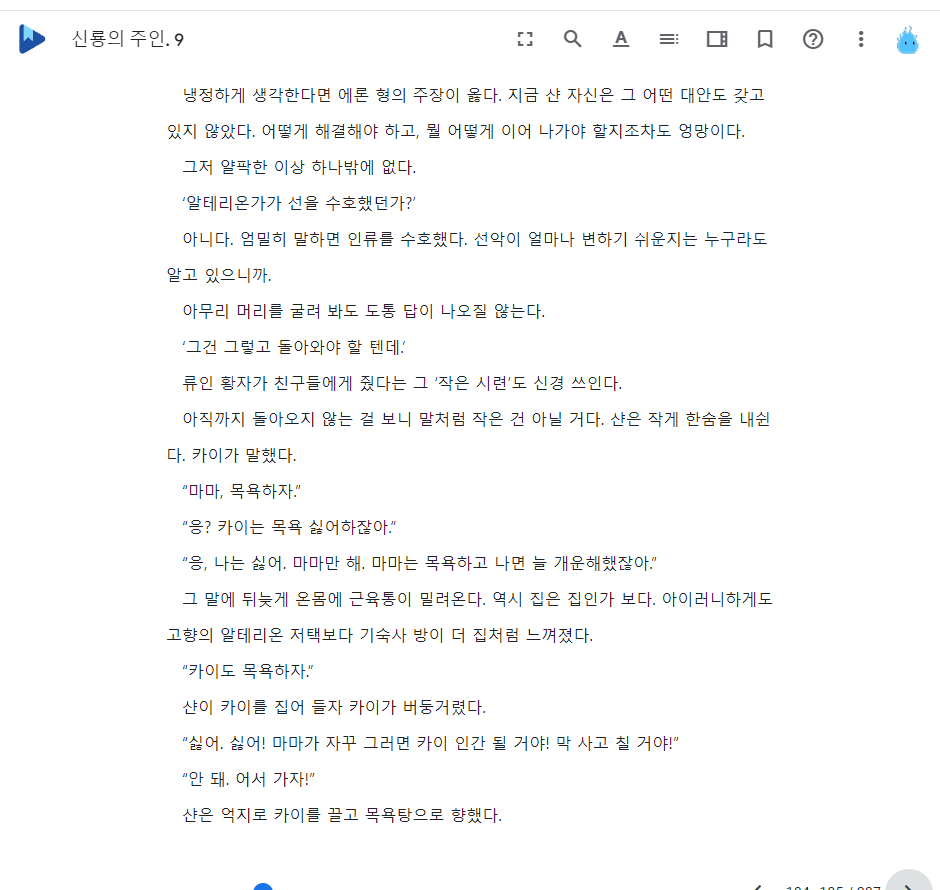 신룡의 주인. 9
냉정하게 생각한다면 에론 형의 주장이 옳다. 지금 샨 자신은 그 어떤 대안도 갖고
있지 않았다. 어떻게 해결해야 하고, 뭘 어떻게 이어 나가야 할지조차도 엉망이다.
그저 얄팍한 이상 하나밖에 없다.
‘알테리온가가 선을 수호했던가?’
아니다. 엄밀히 말하면 인류를 수호했다. 선악이 얼마나 변하기 쉬운지는 누구라도
알고 있으니까.
아무리 머리를 굴려 봐도 도통 답이 나오질 않는다.
‘그건 그렇고 돌아와야 할 텐데.’
류인 황자가 친구들에게 줬다는 그 ‘작은 시련’도 신경 쓰인다.
아직까지 돌아오지 않는 걸 보니 말처럼 작은 건 아닐 거다. 샨은 작게 한숨을 내쉰
다. 카이가 말했다.
“마마, 목욕하자.”
“응? 카이는 목욕 싫어하잖아.”
“응, 나는 싫어. 마마만 해. 마마는 목욕하고 나면 늘 개운해했잖아.”
그 말에 뒤늦게 온몸에 근육통이 밀려온다. 역시 집은 집인가 보다. 아이러니하게도
고향의 알테리온 저택보다 기숙사 방이 더 집처럼 느껴졌다.
“카이도 목욕하자.”
샨이 카이를 집어 들자 카이가 버둥거렸다.
“싫어. 싫어! 마마가 자꾸 그러면 카이 인간 될 거야! 막 사고 칠 거야!”
“안 돼. 어서 가자!”
샨은 억지로 카이를 끌고 목욕탕으로 향했다.